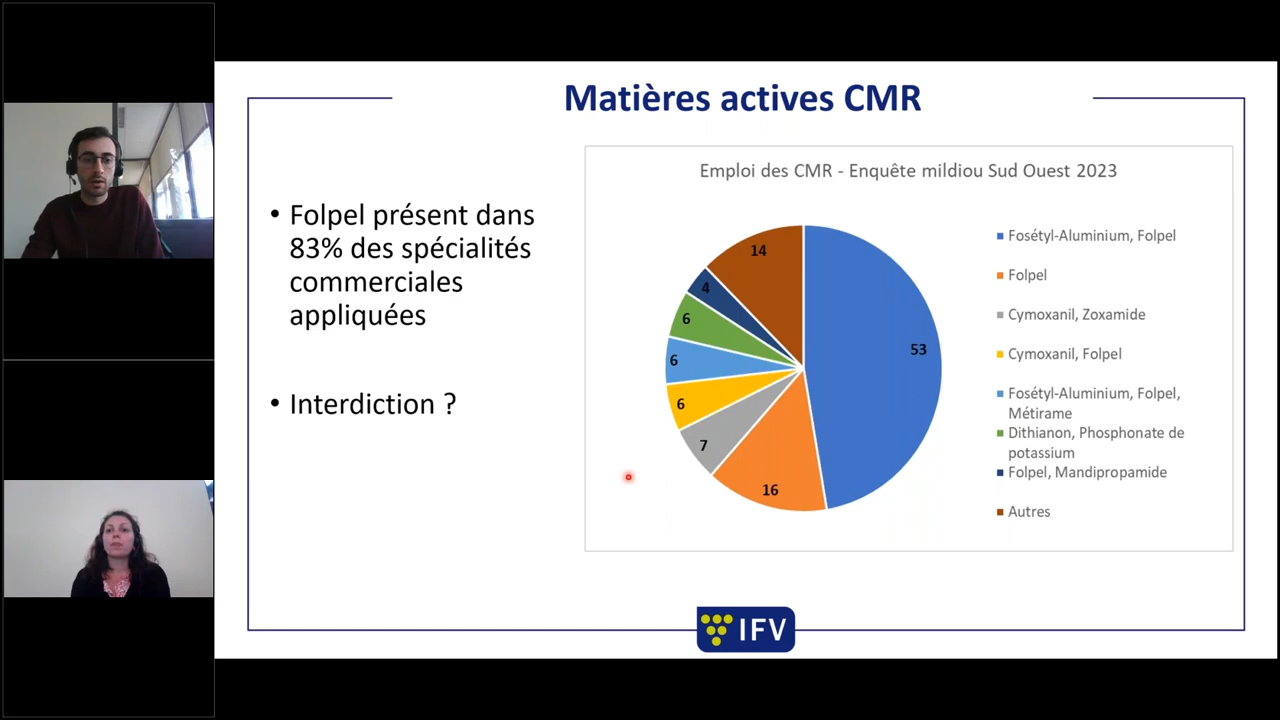 Matières actives CMR
• Folpel présent dans
83% des spécialités
commerciales
appliquées
• Interdiction ?
Emploi des CMR - Enquête mildiou Sud Ouest 2023
14
4
6
6
6
7
16
53
Fosétyl-Aluminium, Folpel
Folpel
Cymoxanil, Zoxamide
Cymoxanil, Folpel
Fosétyl-Aluminium, Folpel,
Métirame
Dithianon, Phosphonate de
potassium
Folpel, Mandipropamide
Autres
IFV